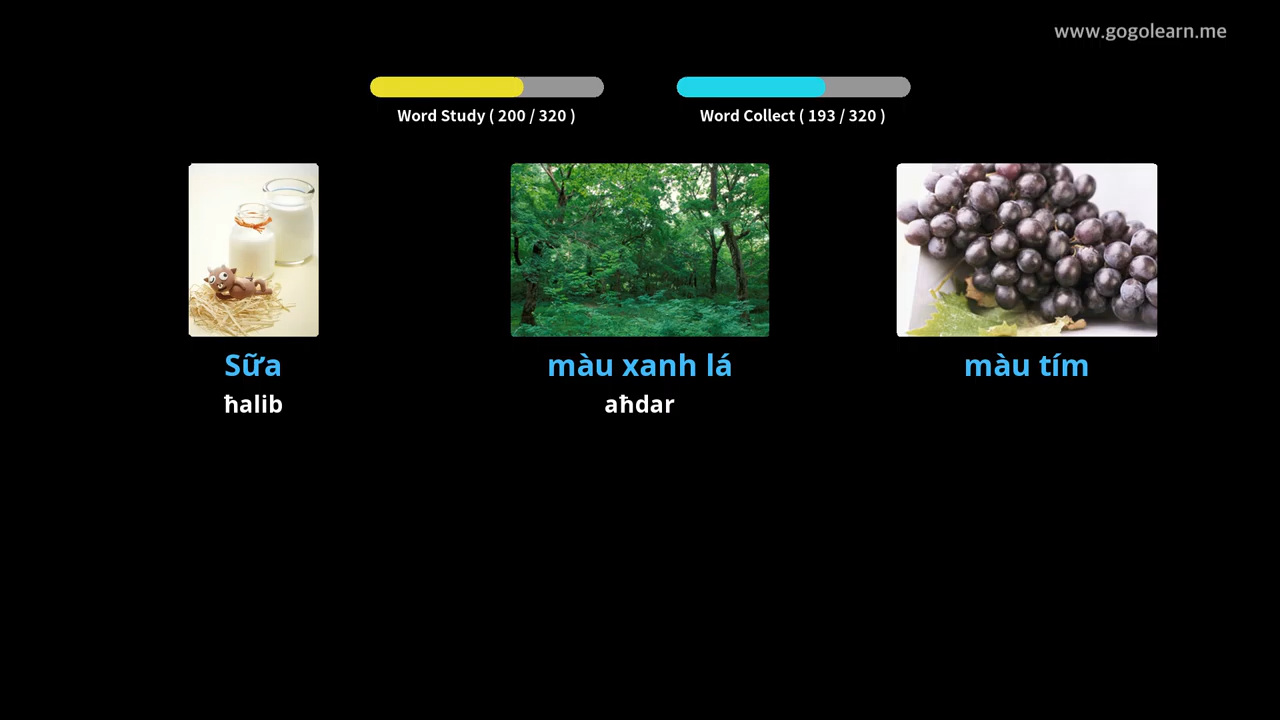 www.gogolearn.me
Word Study ( 200 / 320 )
Word Collect ( 193 / 320 )
Sữa
màu xanh lá
màu tím
ħalib
aħdar